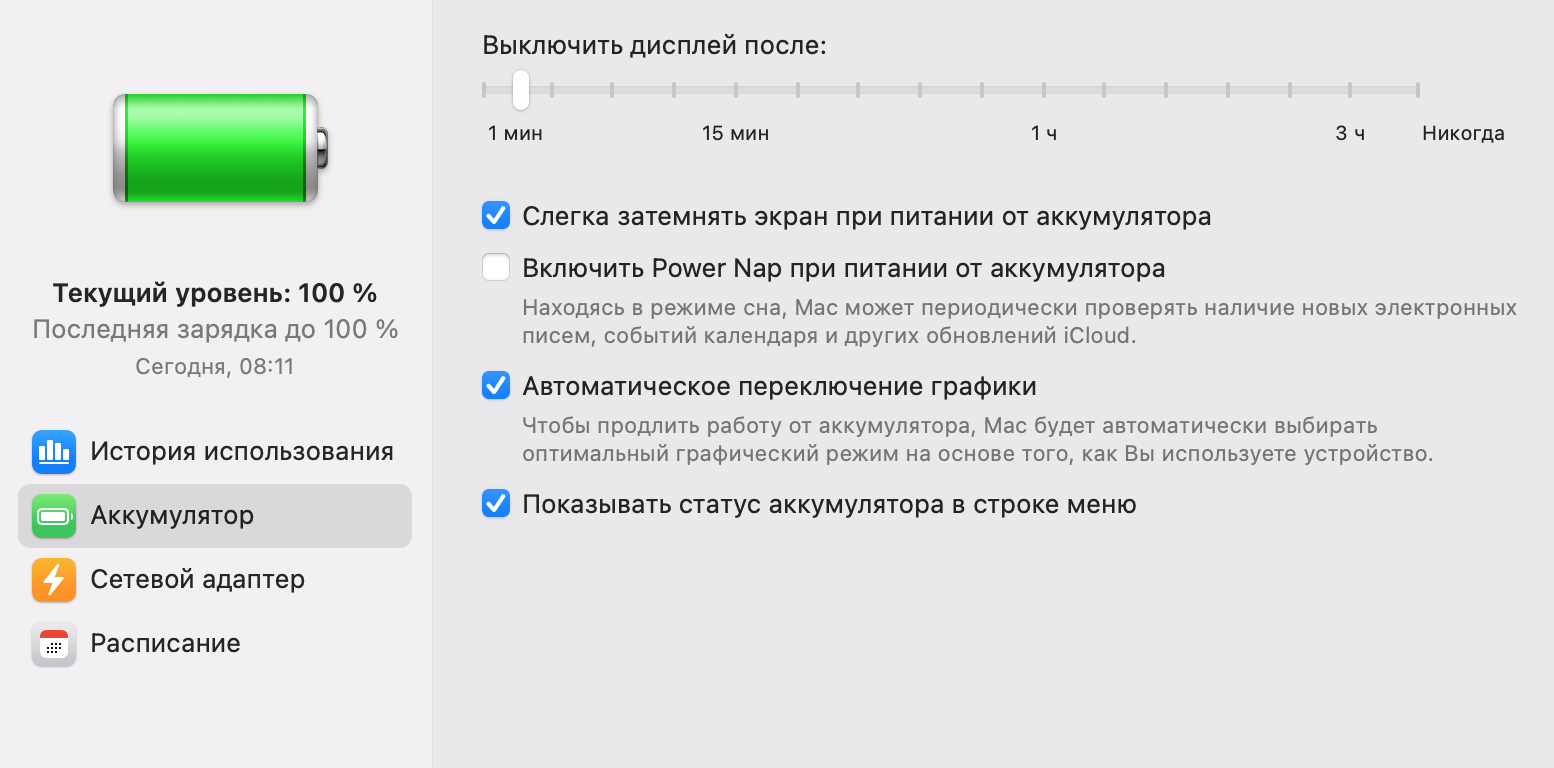 Текущий уровень: 100 %
Последняя зарядка до 100 %
Сегодня, 08:11
История использования
Аккумулятор
Сетевой адаптер
Расписание
Выключить дисплей после:
1 мин 15 мин 1 ч 3 ч Никогда
Слегка затемнять экран при питании от аккумулятора
Включить Power Nap при питании от аккумулятора
Находясь в режиме сна, Mac может периодически проверять наличие новых электронных
писем, событий календаря и других обновлений iCloud.
Автоматическое переключение графики
Чтобы продлить работу от аккумулятора, Mac будет автоматически выбирать
оптимальный графический режим на основе того, как Вы используете устройство.
Показывать статус аккумулятора в строке меню